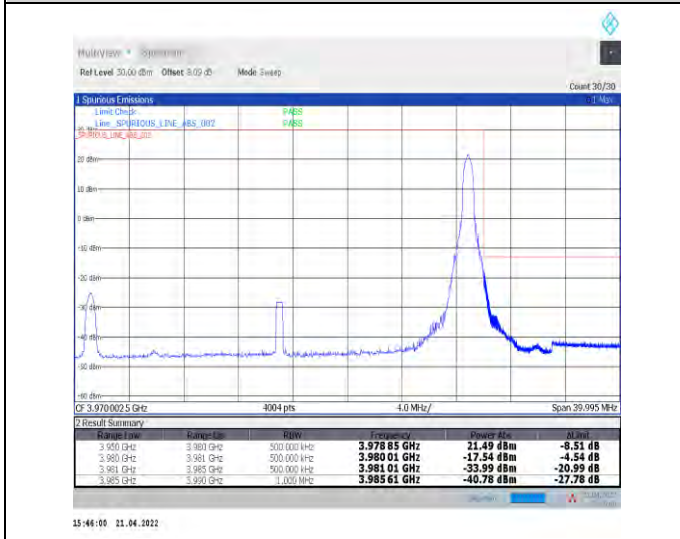 MultiView
Spectrum
Ref Level 30.00 dBm Offset 8.09 dB Mode Sweep
Count 30/30
1 Spurious Emissions
Limit Check PASS
Line _SPURIOUS_LINE_ABS_002 PASS
_SPURIOUS_LINE_ABS_002
20 dBm
10 dBm
0 dBm
-10 dBm
-20 dBm
-30 dBm
-40 dBm
-50 dBm
-60 dBm
CF 3.9700025 GHz 4004 pts 4.0 MHz/ Span 39.995 MHz
2 Result Summary
Range Low Range Up RBW Frequency Power Abs ΔLimit
3.950 GHz 3.980 GHz 500.000 kHz 3.978 85 GHz 21.49 dBm -8.51 dB
3.980 GHz 3.981 GHz 500.000 kHz 3.980 01 GHz -17.54 dBm -4.54 dB
3.981 GHz 3.985 GHz 500.000 kHz 3.981 01 GHz -33.99 dBm -20.99 dB
3.985 GHz 3.990 GHz 1.000 MHz 3.985 61 GHz -40.78 dBm -27.78 dB
15:46:00 21.04.2022